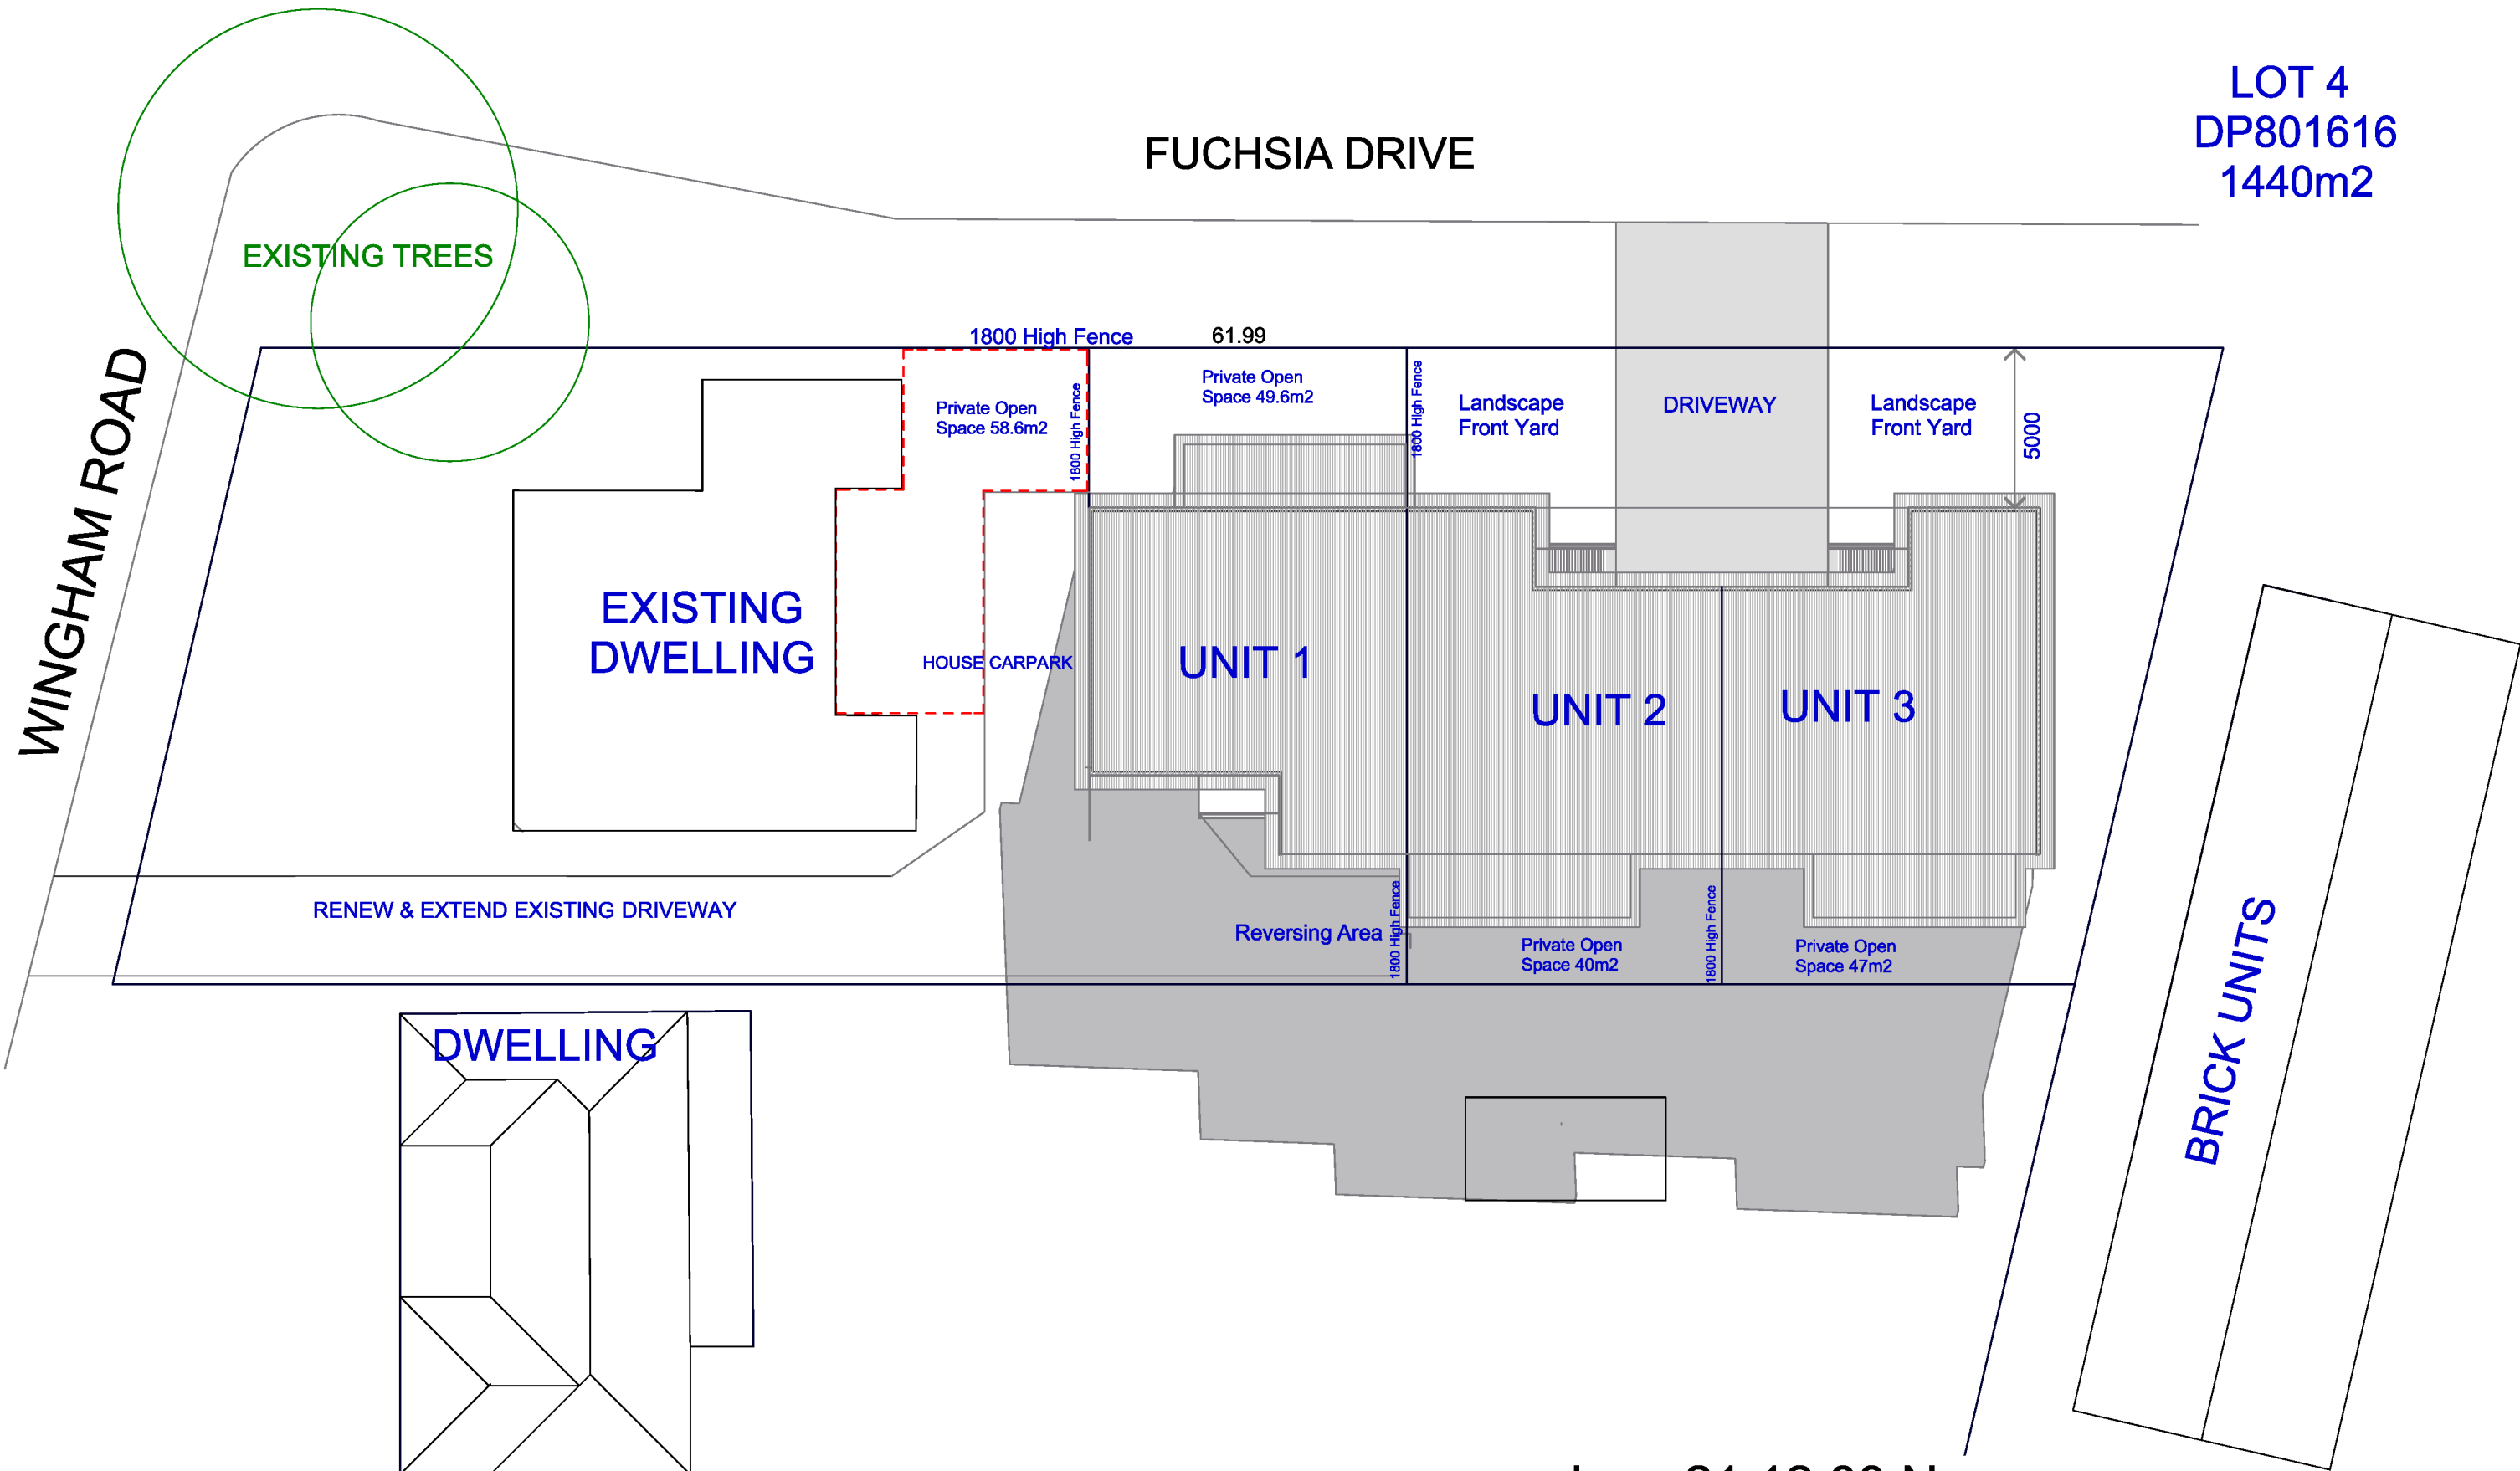 LOT 4
DP801616
1440m2
FUCHSIA DRIVE
EXISTING TREES
1800 High Fence
61.99
WINGHAM ROAD
Private Open
Space 58.6m2
1800 High Fence
Private Open
Space 49.6m2
1800 High Fence
Landscape
Front Yard
DRIVEWAY
Landscape
Front Yard
5000
EXISTING
DWELLING
HOUSE CARPARK
UNIT 1
UNIT 2
UNIT 3
RENEW & EXTEND EXISTING DRIVEWAY
Reversing Area
1800 High Fence
Private Open
Space 40m2
1800 High Fence
Private Open
Space 47m2
BRICK UNITS
DWELLING